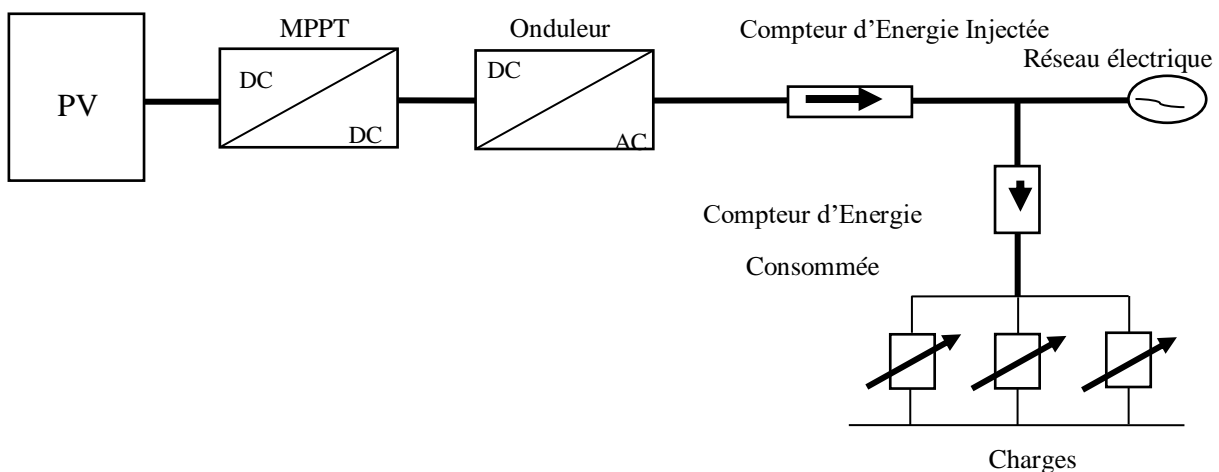 MPPT
Onduleur
Compteur d’Energie Injectée
Réseau électrique
PV
DC
DC
DC
AC
Compteur d’Energie
Consommée
Charges